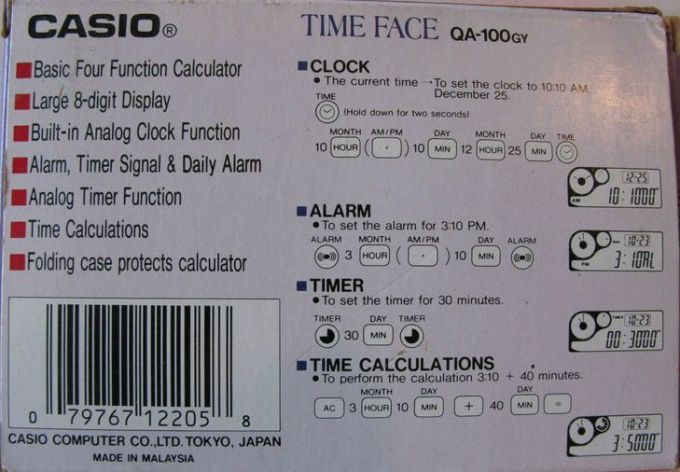 CASIO®
Basic Four Function Calculator
Large 8-digit Display
Built-in Analog Clock Function
Alarm, Timer Signal & Daily Alarm
Analog Timer Function
Time Calculations
Folding case protects calculator
0 79767 12205 8
CASIO COMPUTER CO.,LTD. TOKYO, JAPAN
MADE IN MALAYSIA
TIME FACE QA-100GY
CLOCK
• The current time → To set the clock to 10:10 AM,
December 25.
TIME
(Hold down for two seconds)
MONTH AM/PM DAY MONTH DAY TIME
10 HOUR ( · ) 10 MIN 12 HOUR 25 MIN
12-25
AM 10: 1000
ALARM
• To set the alarm for 3:10 PM.
ALARM MONTH AM/PM DAY ALARM
3 HOUR ( · ) 10 MIN
10-23
PM 3: 10AL
TIMER
• To set the timer for 30 minutes.
TIMER DAY TIMER
30 MIN
10-23
00: 3000
TIME CALCULATIONS
• To perform the calculation 3:10 + 40 minutes.
MONTH DAY DAY
AC 3 HOUR 10 MIN + 40 MIN =
10-23
3: 5000